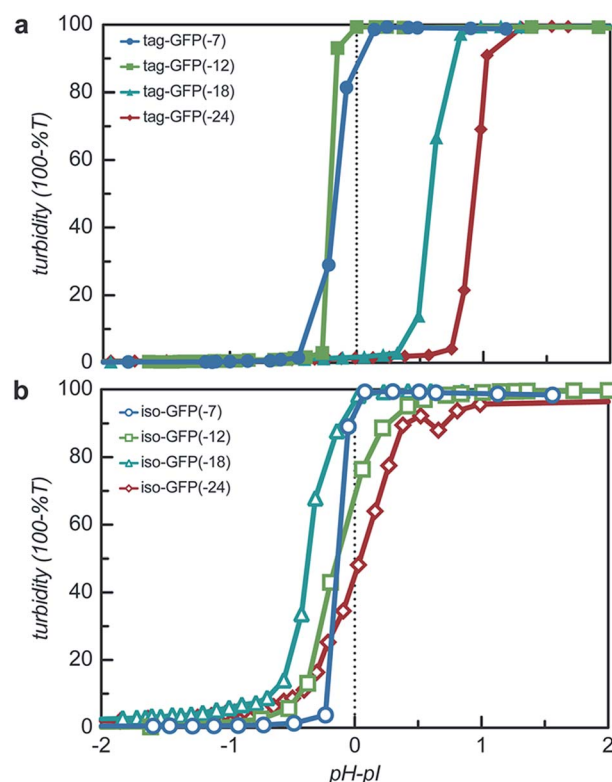 a
tag-GFP(-7)
tag-GFP(-12)
tag-GFP(-18)
tag-GFP(-24)
turbidity (100-%T)
100
80
60
40
20
0
b
iso-GFP(-7)
iso-GFP(-12)
iso-GFP(-18)
iso-GFP(-24)
turbidity (100-%T)
100
80
60
40
20
0
-2 -1 0 1 2
pH-pI